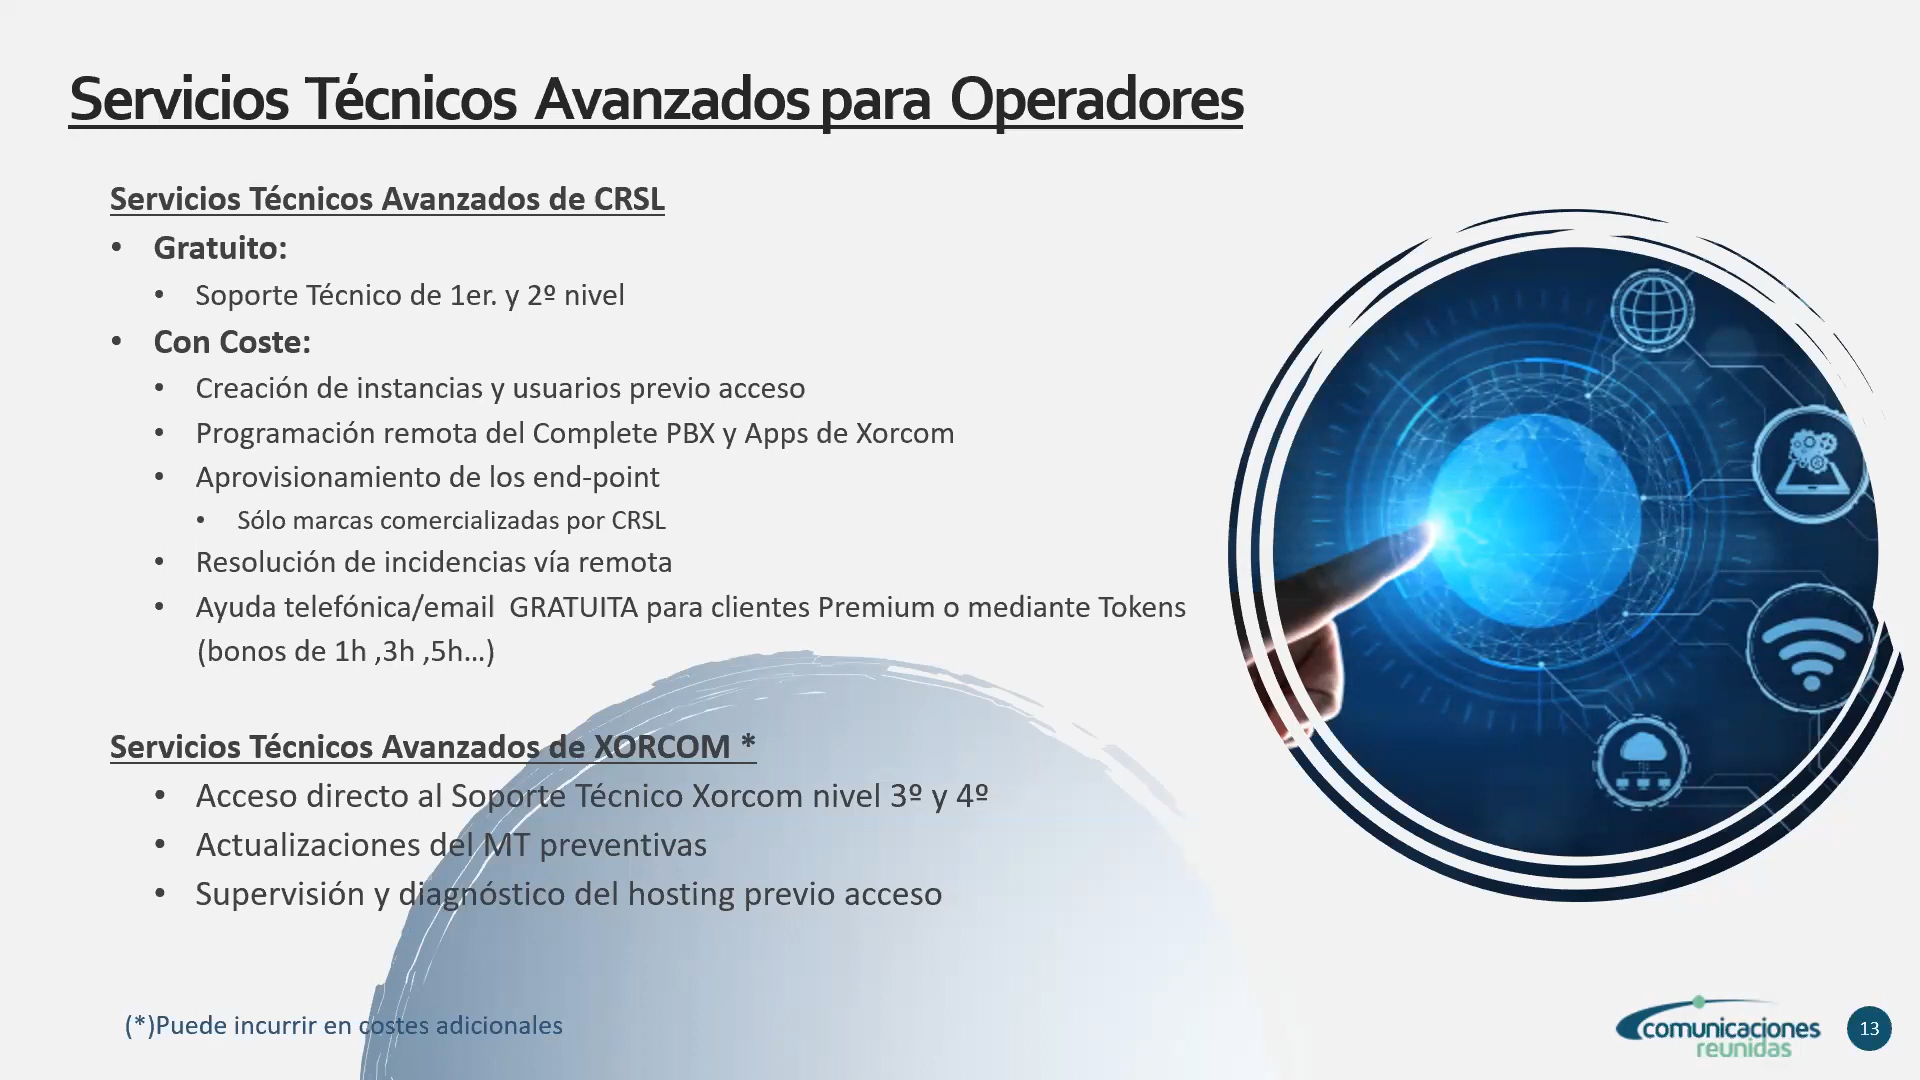 Servicios Técnicos Avanzados para Operadores
Servicios Técnicos Avanzados de CRSL
• Gratuito:
• Soporte Técnico de 1er. y 2º nivel
• Con Coste:
• Creación de instancias y usuarios previo acceso
• Programación remota del Complete PBX y Apps de Xorcom
• Aprovisionamiento de los end-point
• Sólo marcas comercializadas por CRSL
• Resolución de incidencias vía remota
• Ayuda telefónica/email GRATUITA para clientes Premium o mediante Tokens
(bonos de 1h ,3h ,5h…)
Servicios Técnicos Avanzados de XORCOM *
• Acceso directo al Soporte Técnico Xorcom nivel 3º y 4º
• Actualizaciones del MT preventivas
• Supervisión y diagnóstico del hosting previo acceso
(*)Puede incurrir en costes adicionales
comunicaciones
reunidas
13